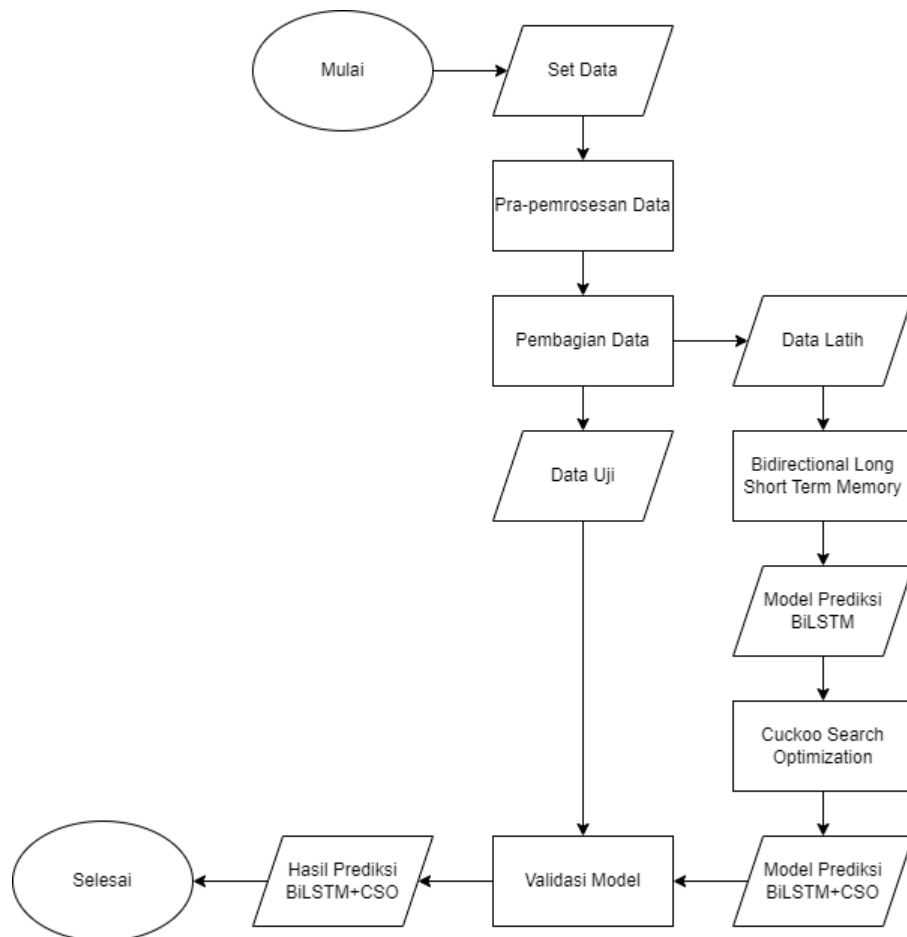 Mulai
Set Data
Pra-pemrosesan Data
Pembagian Data
Data Latih
Data Uji
Bidirectional Long
Short Term Memory
Model Prediksi
BiLSTM
Cuckoo Search
Optimization
Selesai
Hasil Prediksi
BiLSTM+CSO
Validasi Model
Model Prediksi
BiLSTM+CSO